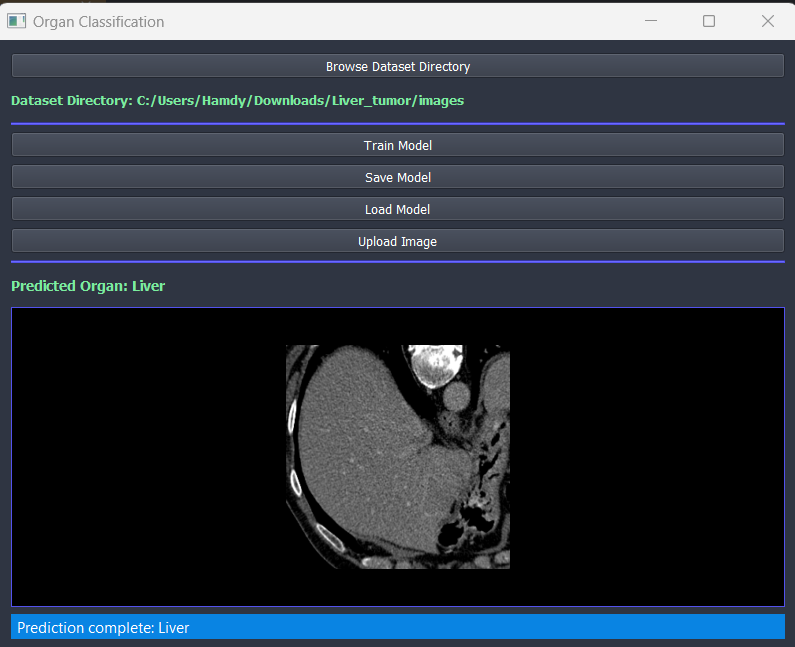 Organ Classification
Browse Dataset Directory
Dataset Directory: C:/Users/Hamdy/Downloads/Liver_tumor/images
Train Model
Save Model
Load Model
Upload Image
Predicted Organ: Liver
Prediction complete: Liver